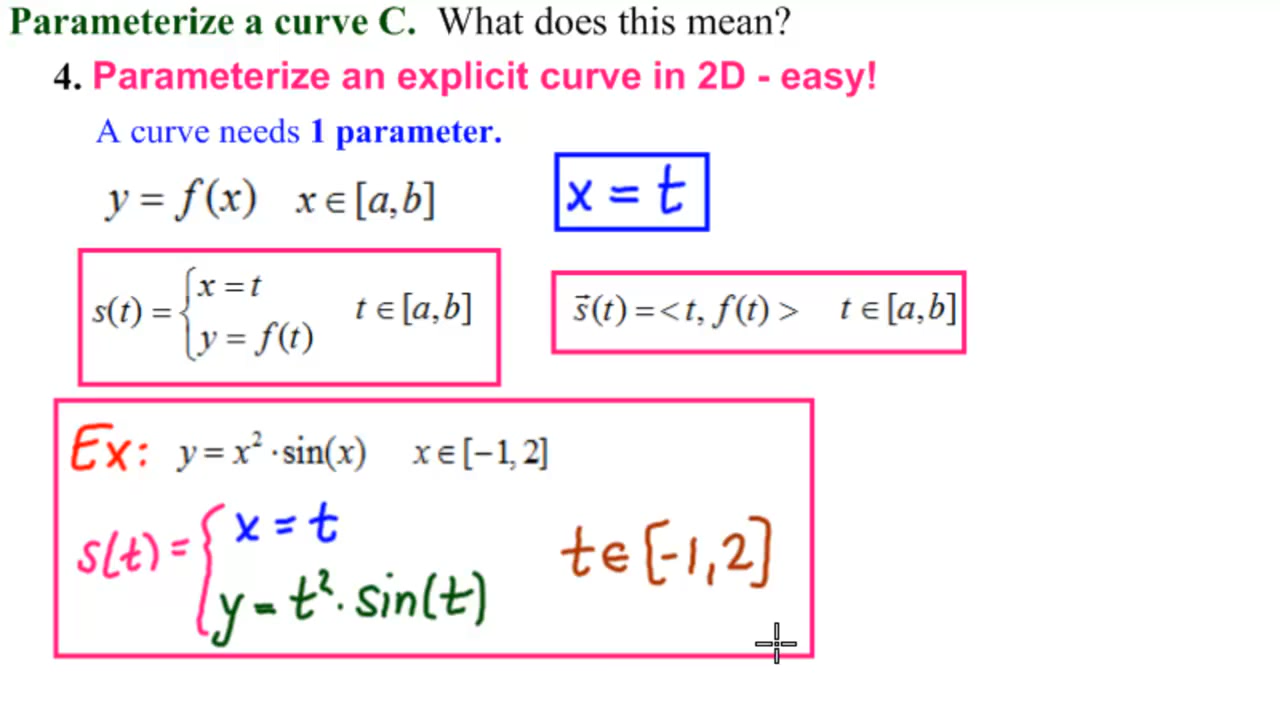 Parameterize a curve C. What does this mean?
4. Parameterize an explicit curve in 2D - easy!
A curve needs 1 parameter.
y = f(x) x ∈ [a,b] x = t
s(t) = { x = t
y = f(t) t ∈ [a,b]
s⃗(t) = < t, f(t) > t ∈ [a,b]
Ex: y = x² · sin(x) x ∈ [−1, 2]
s(t) = { x = t
y = t² · sin(t) t ∈ [-1, 2]